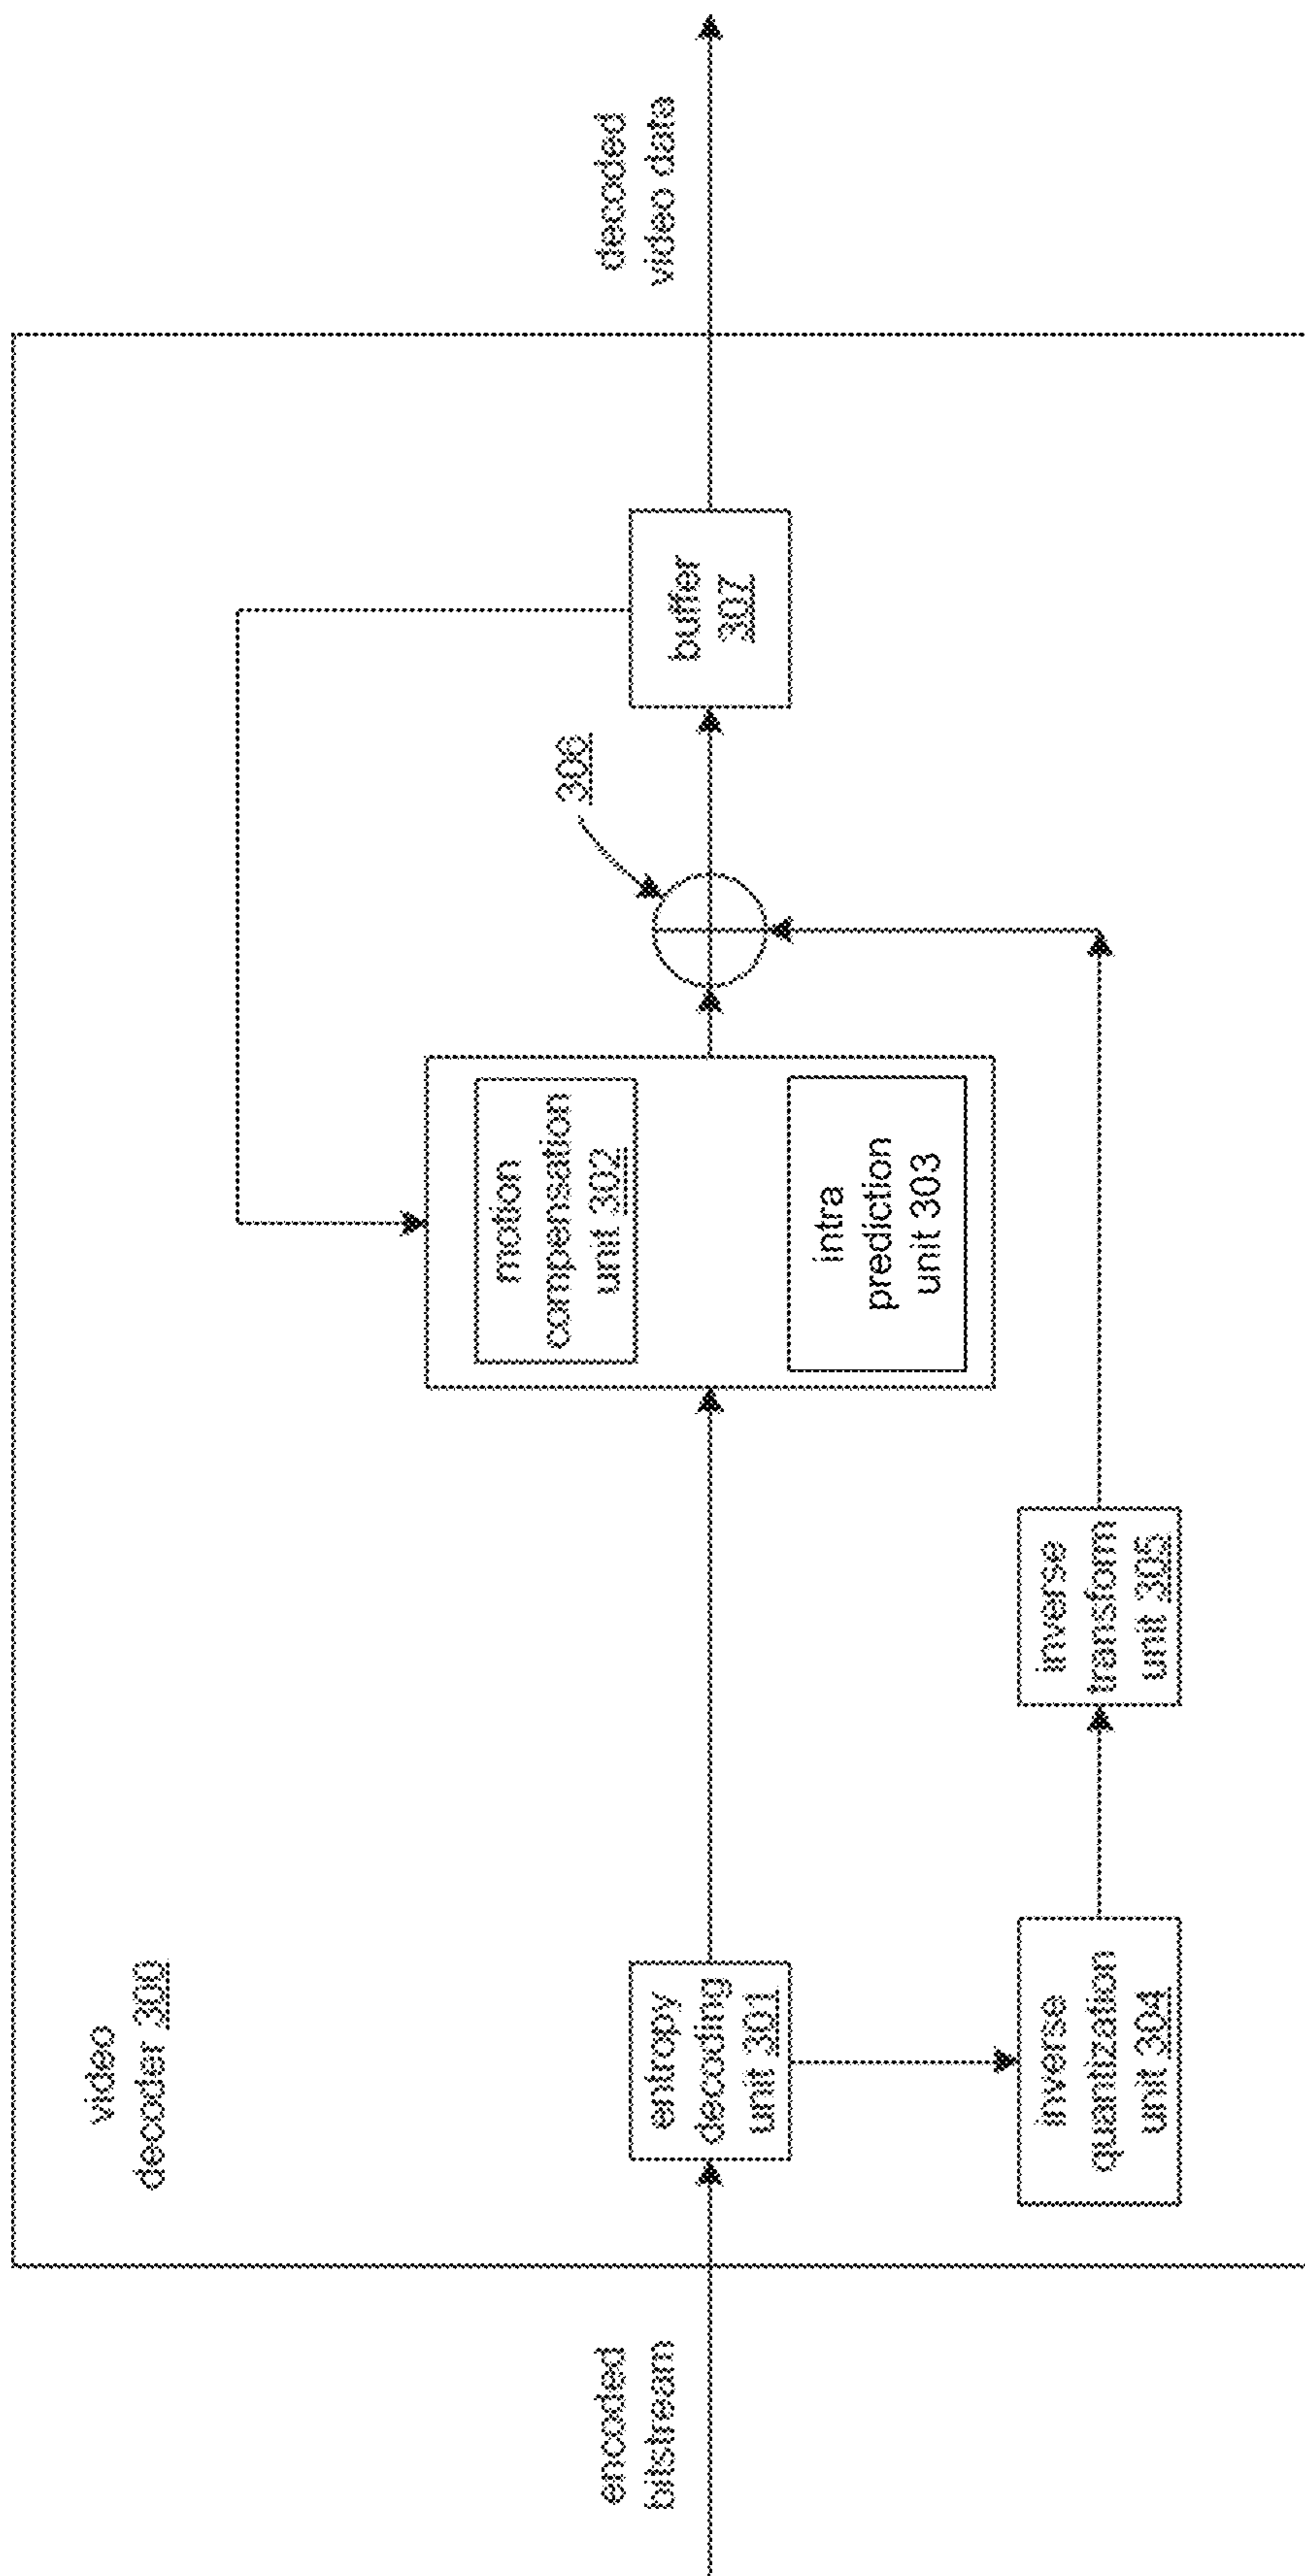 video
decoder 300
encoded
bitstream
entropy
decoding
unit 301
inverse
quantization
unit 304
inverse
transform
unit 305
motion
compensation
unit 302
intra
prediction
unit 303
306
buffer
307
decoded
video data